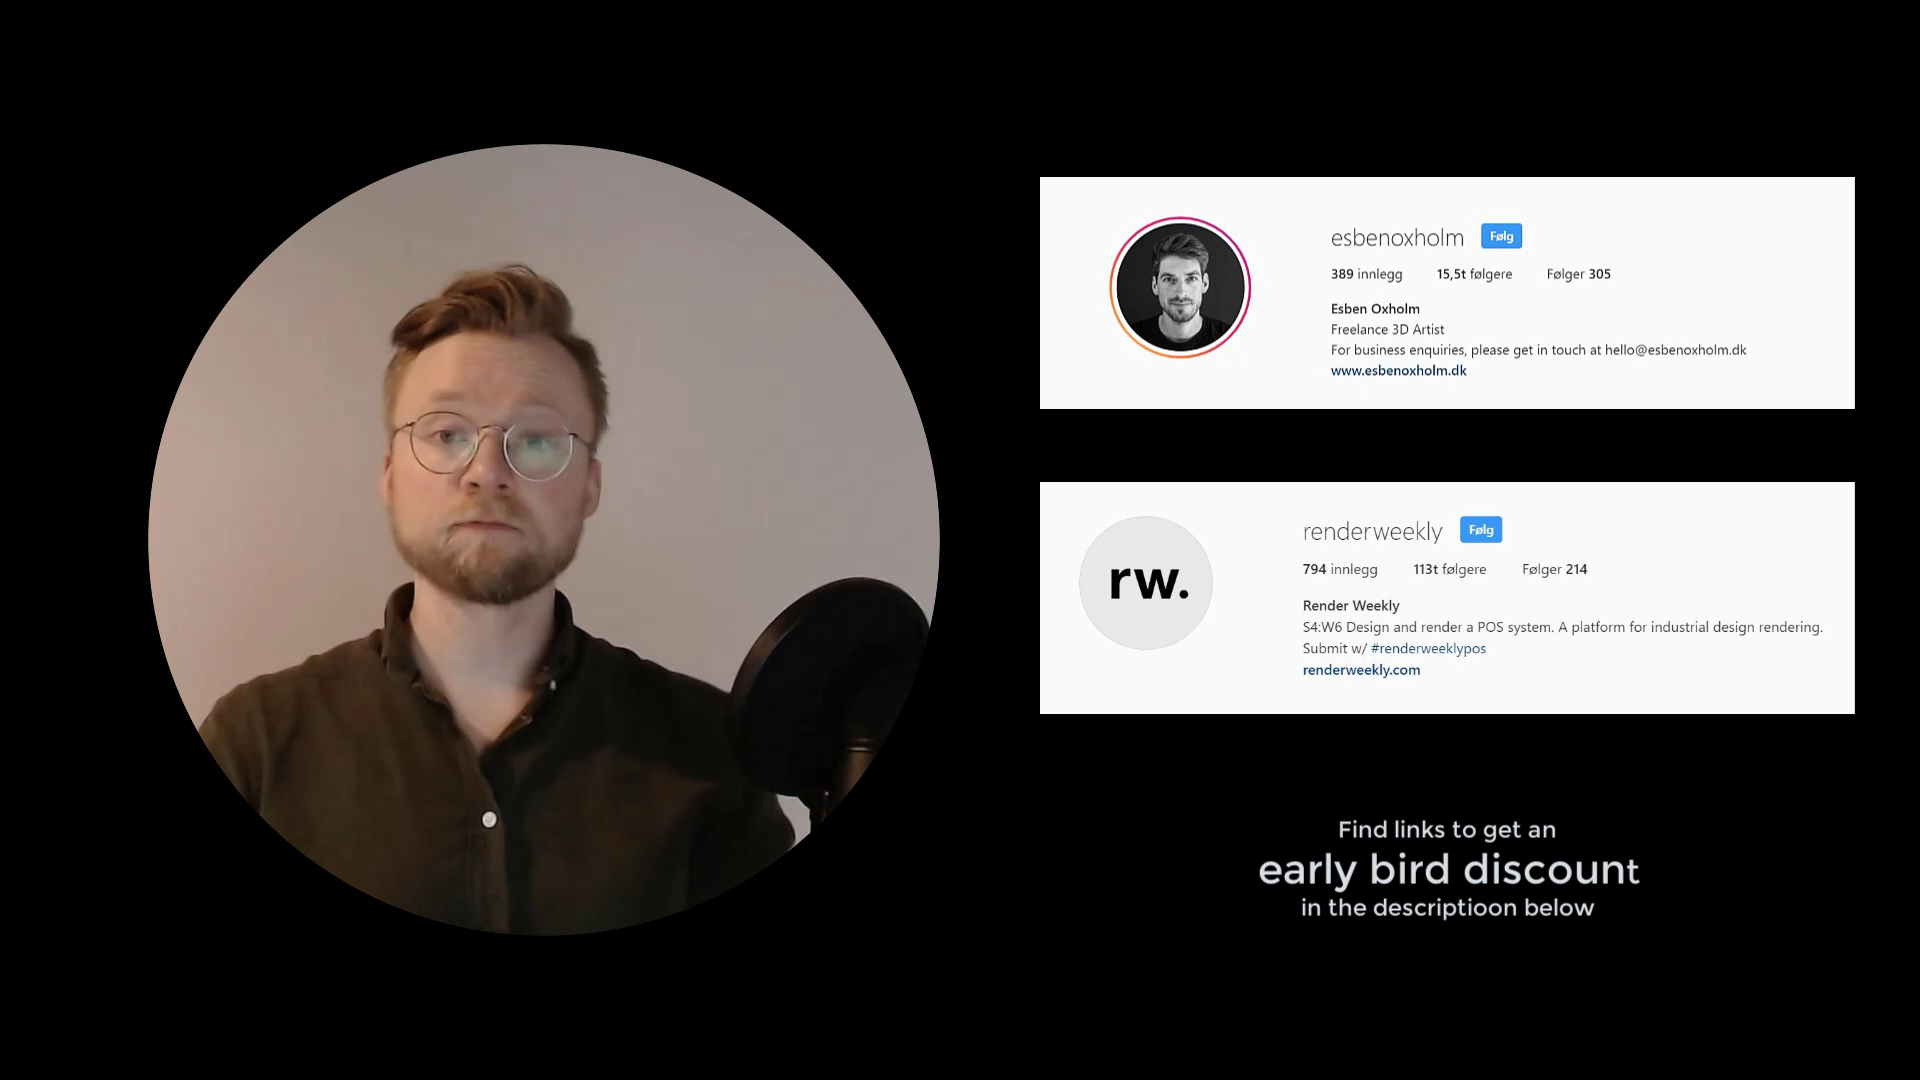 esbenoxholm Følg
389 innlegg 15,5t følgere Følger 305
Esben Oxholm
Freelance 3D Artist
For business enquiries, please get in touch at hello@esbenoxholm.dk
www.esbenoxholm.dk
rw.
renderweekly Følg
794 innlegg 113t følgere Følger 214
Render Weekly
S4:W6 Design and render a POS system. A platform for industrial design rendering.
Submit w/ #renderweeklypos
renderweekly.com
Find links to get an
early bird discount
in the descriptioon below